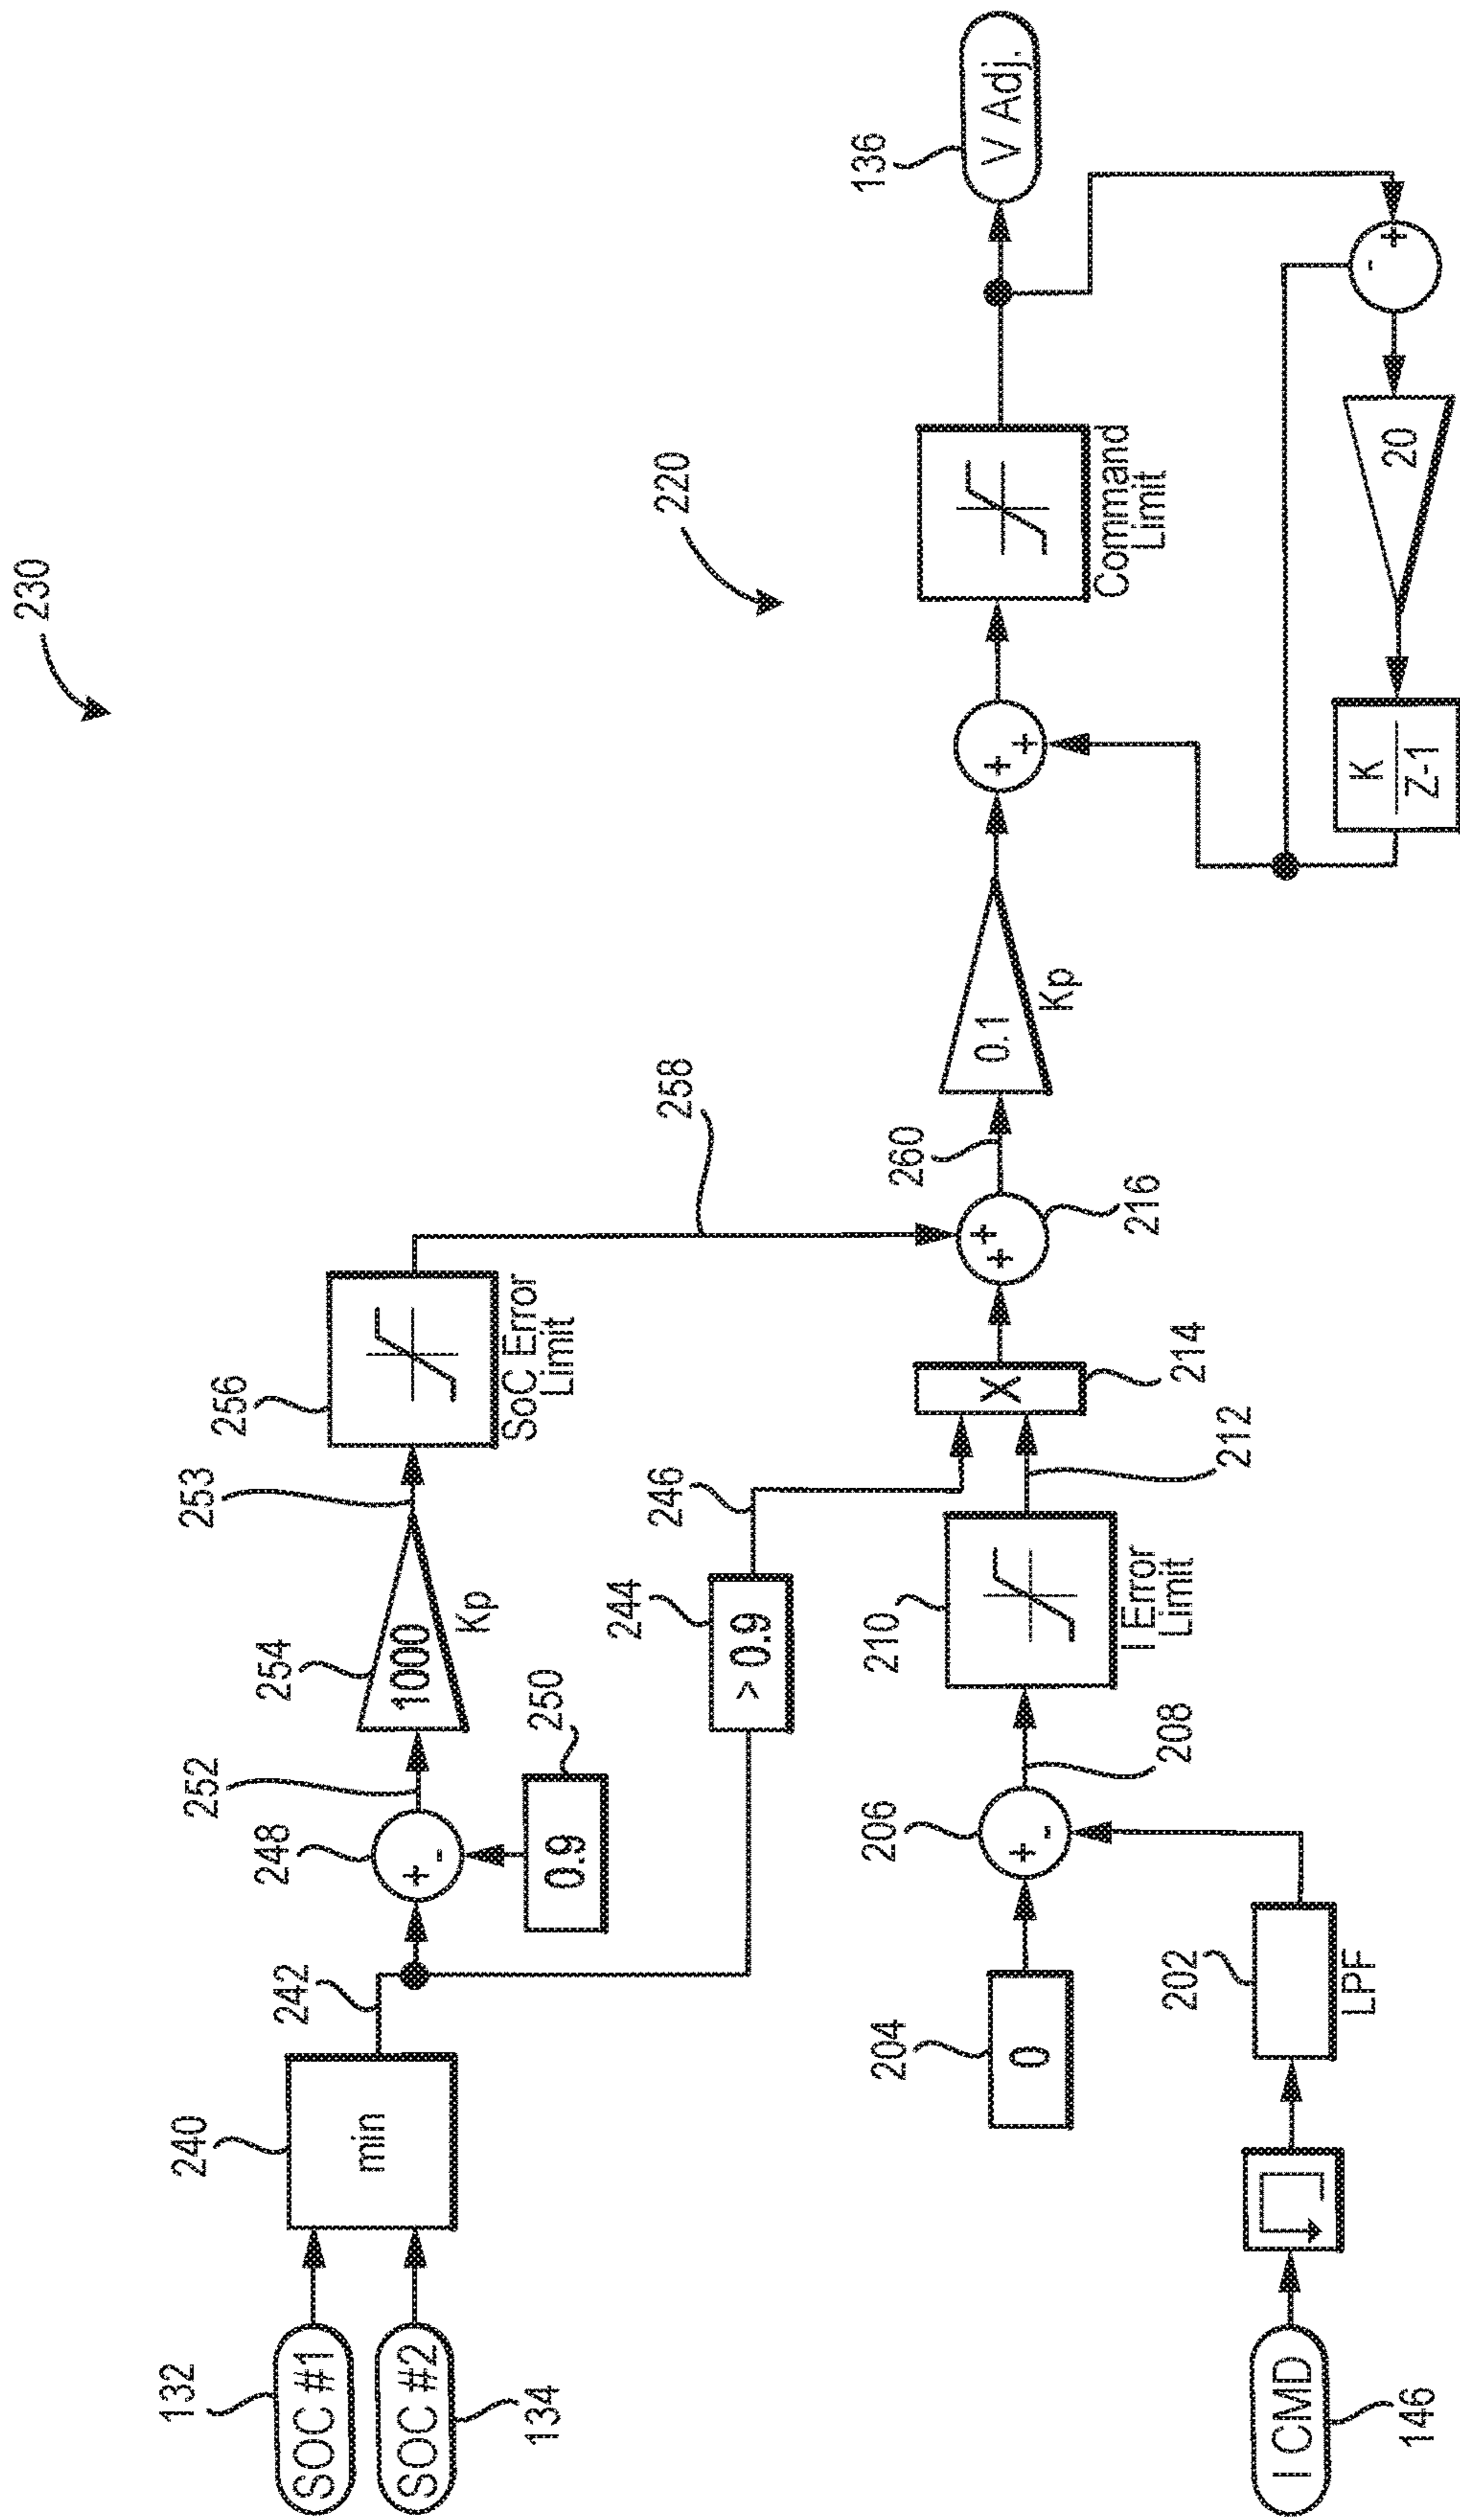 230
132
SOC #1
134
SOC #2
240
min
242
248
+
-
252
250
0.9
254
1000
Kp
253
256
SoC Error
Limit
258
244
> 0.9
246
204
0
206
+
-
208
210
I Error
Limit
212
214
X
216
+
+
260
0.1
Kp
220
+
+
Command
Limit
136
V Adj.
146
I CMD
202
LPF
K
Z-1
20
-
+